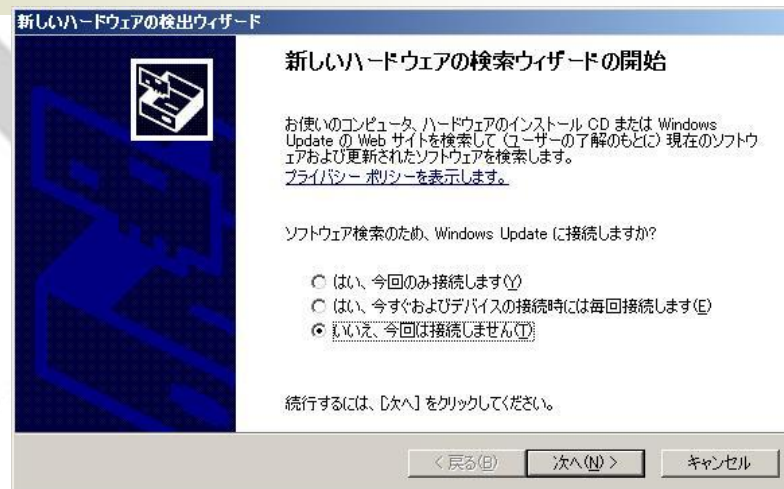 新しいハードウェアの検出ウィザード
新しいハードウェアの検索ウィザードの開始
お使いのコンピュータ、ハードウェアのインストール CD または Windows
Update の Web サイトを検索して (ユーザーの了解のもとに) 現在のソフトウ
ェアおよび更新されたソフトウェアを検索します。
プライバシー ポリシーを表示します。
ソフトウェア検索のため、Windows Update に接続しますか?
はい、今回のみ接続します(Y)
はい、今すぐおよびデバイスの接続時には毎回接続します(E)
いいえ、今回は接続しません(T)
続行するには、[次へ] をクリックしてください。
< 戻る(B)　次へ(N) >　キャンセル